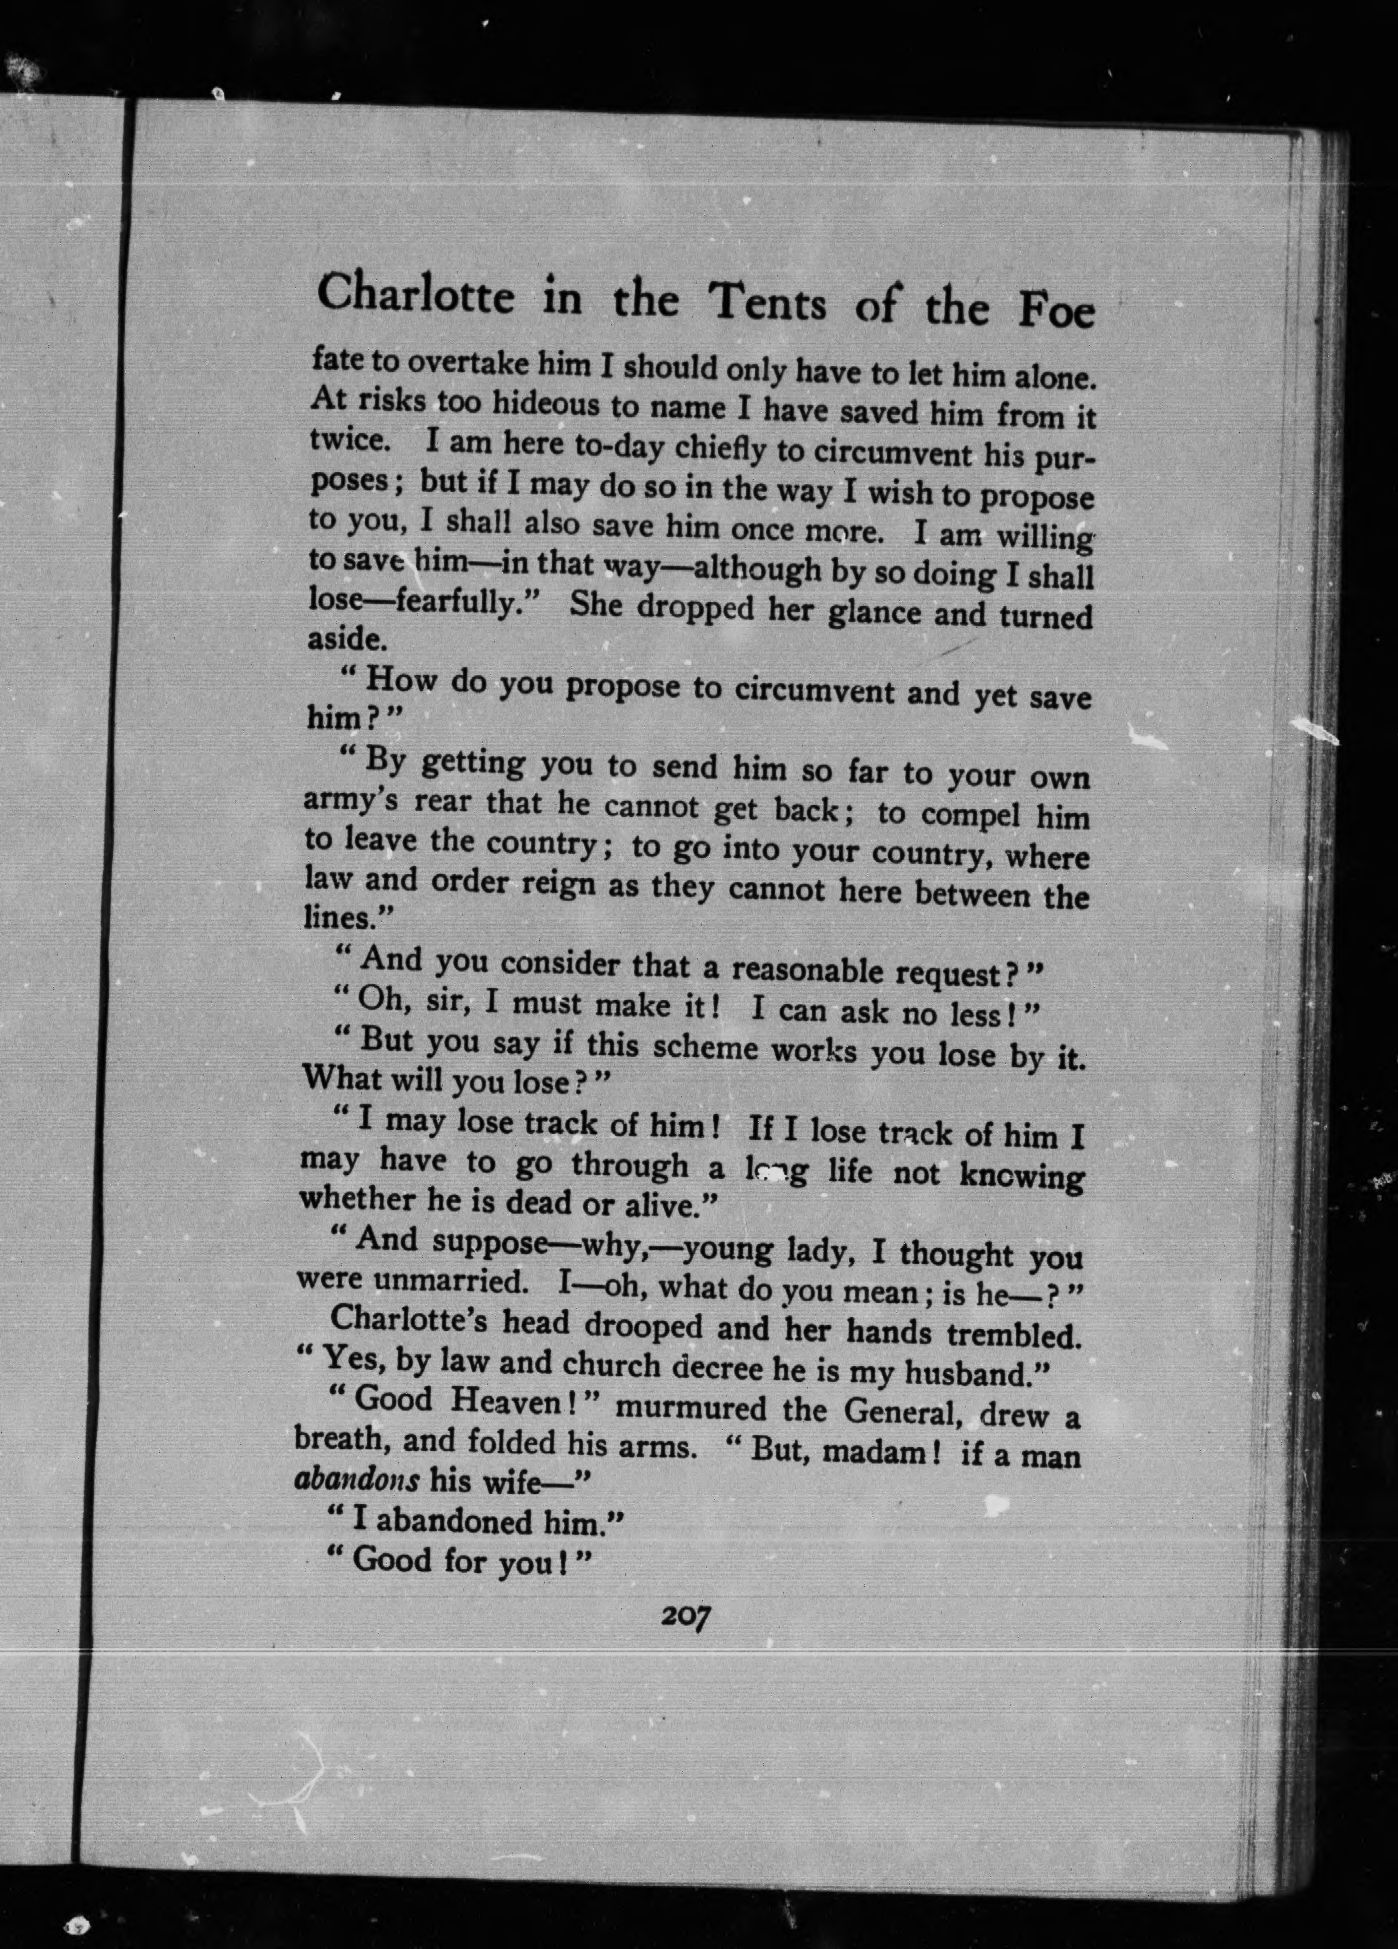 Charlotte in the Tents of the Foe
fate to overtake him I should only have to let him alone.
At risks too hideous to name I have saved him from it
twice. I am here to-day chiefly to circumvent his pur-
poses; but if I may do so in the way I wish to propose
to you, I shall also save him once more. I am willing
to save him—in that way—although by so doing I shall
lose—fearfully.” She dropped her glance and turned
aside.
“How do you propose to circumvent and yet save
him?”
“By getting you to send him so far to your own
army’s rear that he cannot get back; to compel him
to leave the country; to go into your country, where
law and order reign as they cannot here between the
lines.”
“And you consider that a reasonable request?”
“Oh, sir, I must make it! I can ask no less!”
“But you say if this scheme works you lose by it.
What will you lose?”
“I may lose track of him! If I lose track of him I
may have to go through a long life not knowing
whether he is dead or alive.”
“And suppose—why,—young lady, I thought you
were unmarried. I—oh, what do you mean; is he—?”
Charlotte’s head drooped and her hands trembled.
“Yes, by law and church decree he is my husband.”
“Good Heaven!” murmured the General, drew a
breath, and folded his arms. “But, madam! if a man
abandons his wife—”
“I abandoned him.”
“Good for you!”
207